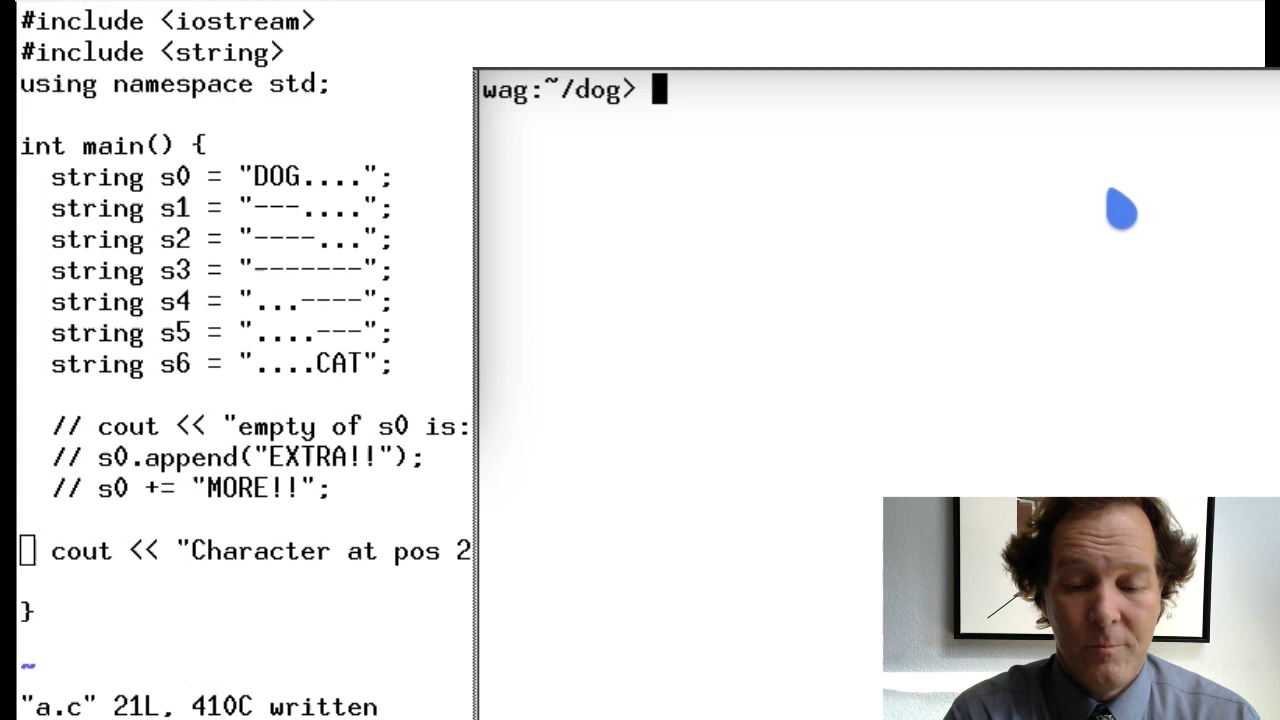 #include <iostream>
#include <string>
using namespace std;
int main() {
string s0 = "DOG....";
string s1 = "---....";
string s2 = "----...";
string s3 = "-------";
string s4 = "...----";
string s5 = "....---";
string s6 = "....CAT";
// cout << "empty of s0 is:
// s0.append("EXTRA!!");
// s0 += "MORE!!";
cout << "Character at pos 2
}
~
"a.c" 21L, 410C written
wag:~/dog>